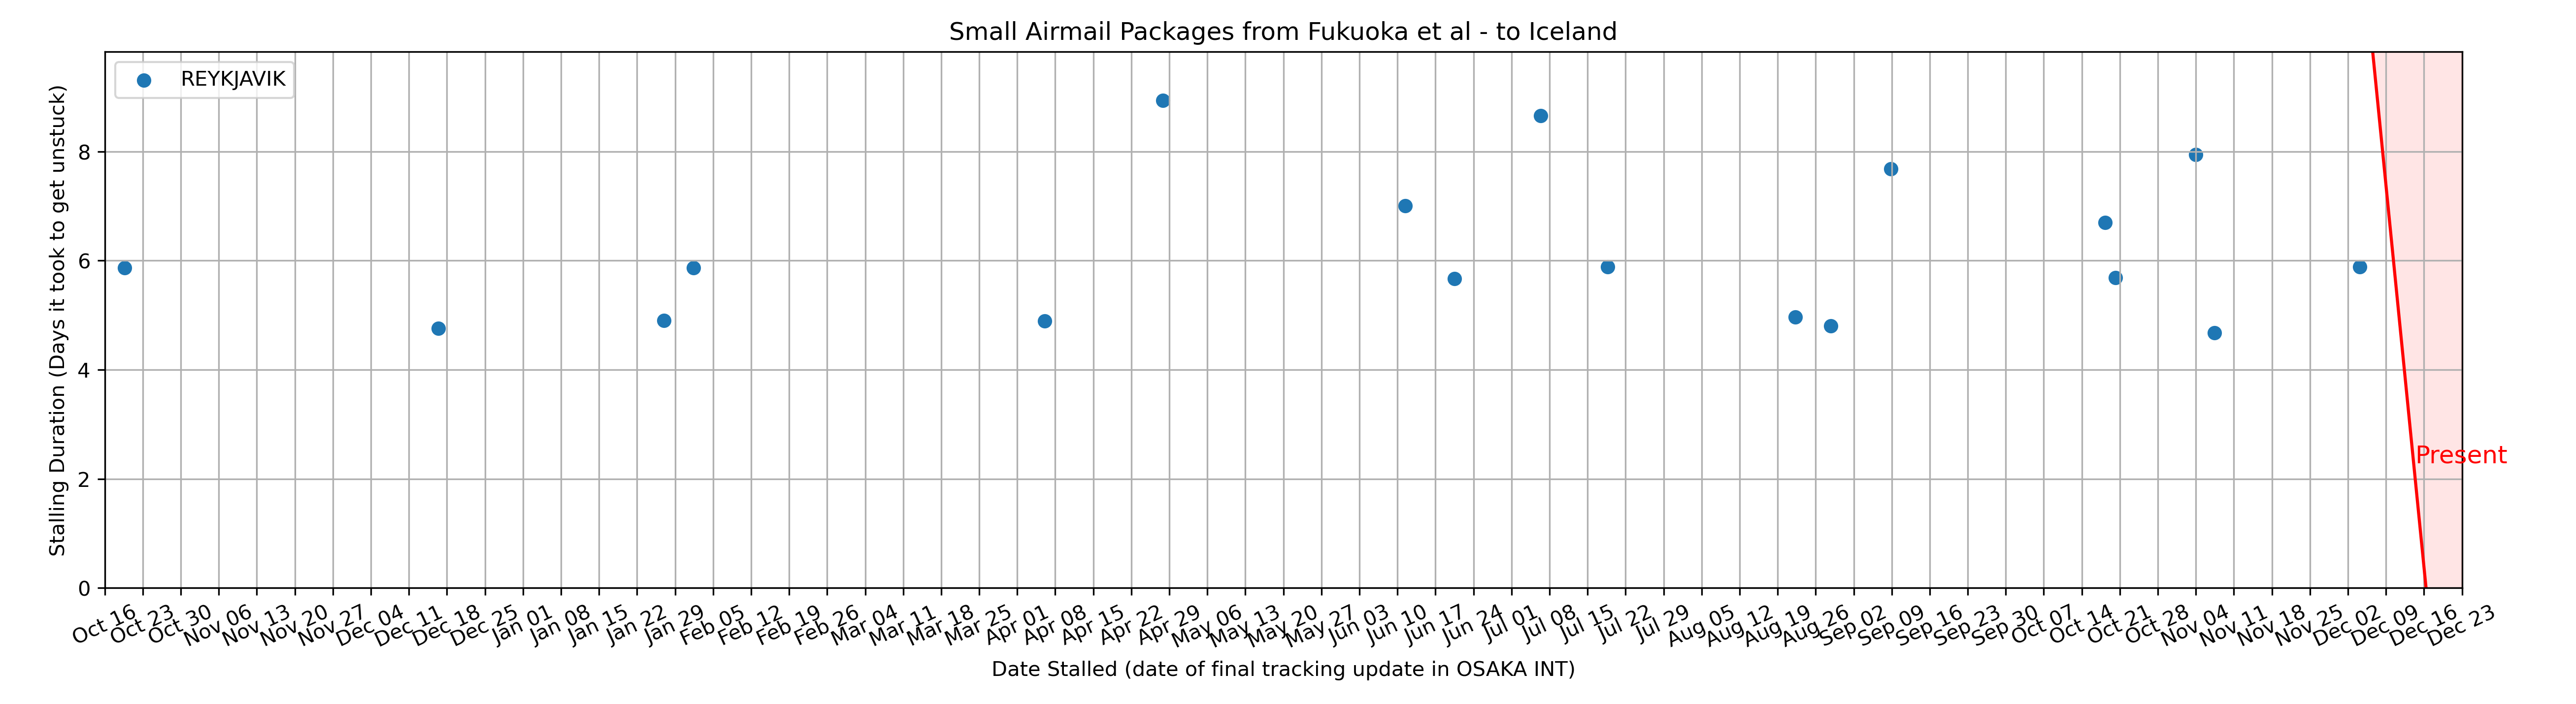 Small Airmail Packages from Fukuoka et al - to Iceland
REYKJAVIK
Stalling Duration (Days it took to get unstuck)
8
6
4
2
0
Present
Oct 16
Oct 23
Oct 30
Nov 06
Nov 13
Nov 20
Nov 27
Dec 04
Dec 11
Dec 18
Dec 25
Jan 01
Jan 08
Jan 15
Jan 22
Jan 29
Feb 05
Feb 12
Feb 19
Feb 26
Mar 04
Mar 11
Mar 18
Mar 25
Apr 01
Apr 08
Apr 15
Apr 22
Apr 29
May 06
May 13
May 20
May 27
Jun 03
Jun 10
Jun 17
Jun 24
Jul 01
Jul 08
Jul 15
Jul 22
Jul 29
Aug 05
Aug 12
Aug 19
Aug 26
Sep 02
Sep 09
Sep 16
Sep 23
Sep 30
Oct 07
Oct 14
Oct 21
Oct 28
Nov 04
Nov 11
Nov 18
Nov 25
Dec 02
Dec 09
Dec 16
Dec 23
Date Stalled (date of final tracking update in OSAKA INT)